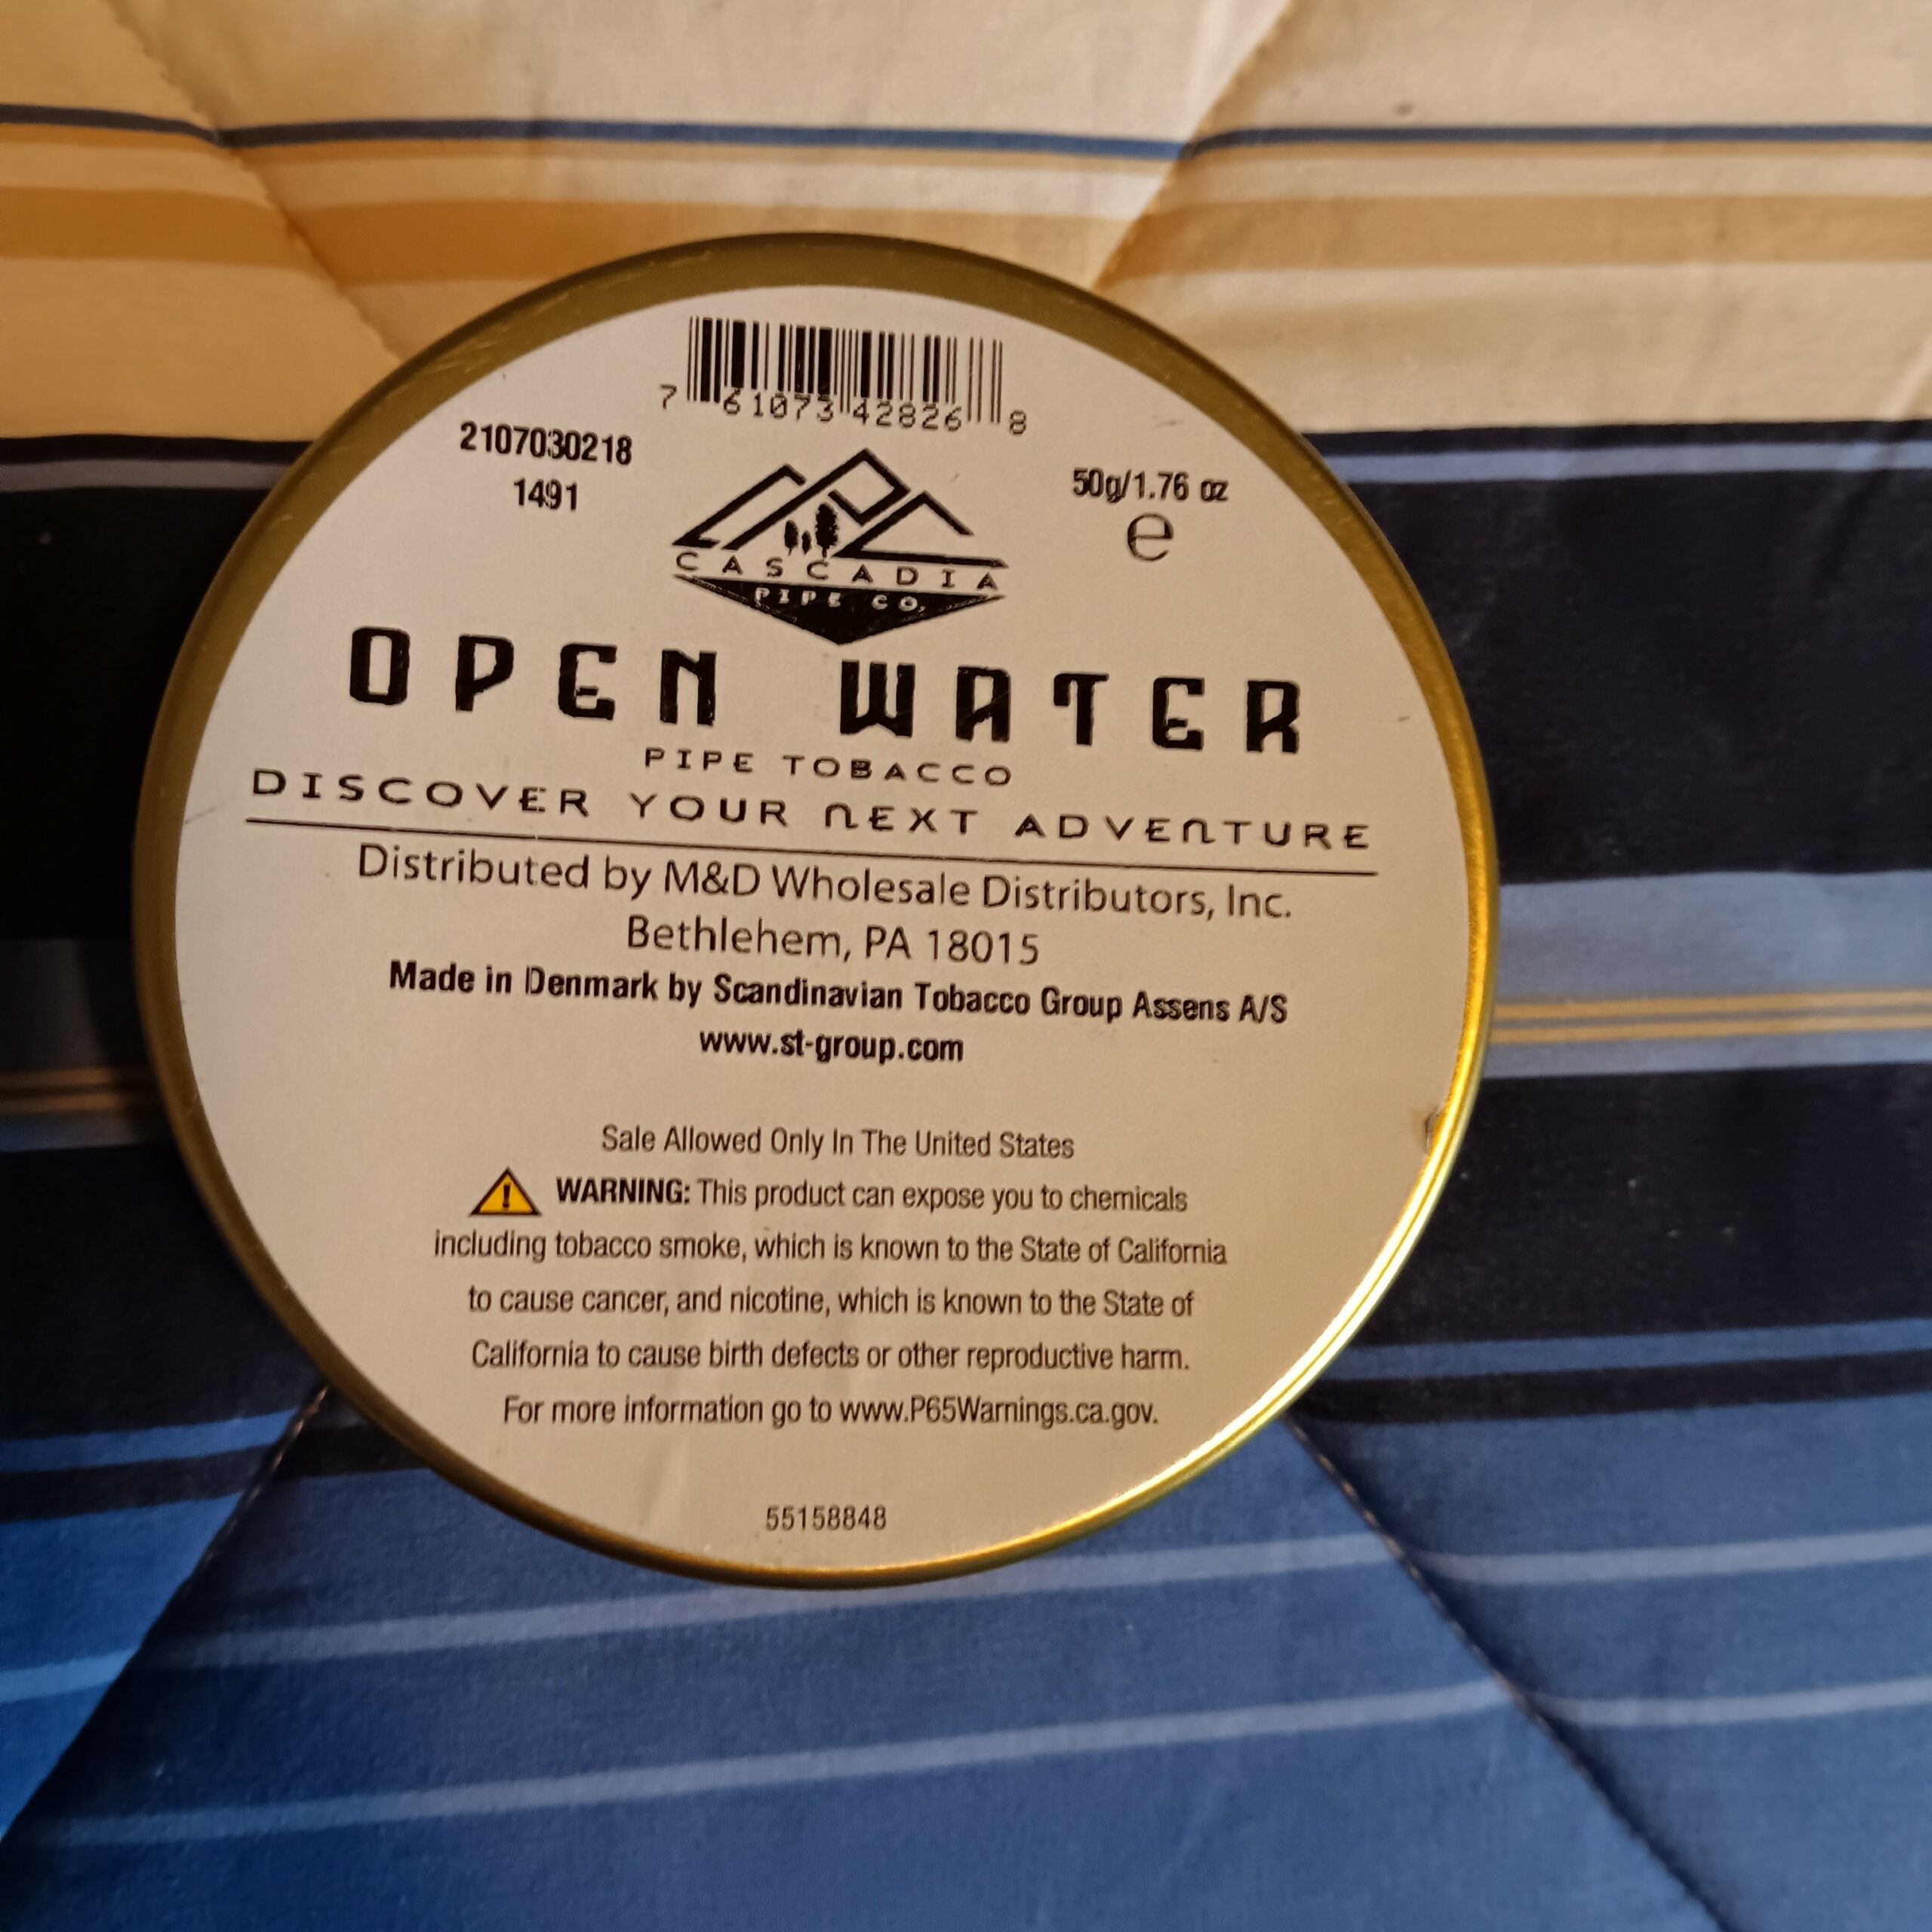 7 61073 42826 8
2107030218
1491
50g/1.76 oz
e
CASCADIA
PIPE CO.
OPEN WATER
PIPE TOBACCO
DISCOVER YOUR NEXT ADVENTURE
Distributed by M&D Wholesale Distributors, Inc.
Bethlehem, PA 18015
Made in Denmark by Scandinavian Tobacco Group Assens A/S
www.st-group.com
Sale Allowed Only In The United States
WARNING: This product can expose you to chemicals
including tobacco smoke, which is known to the State of California
to cause cancer, and nicotine, which is known to the State of
California to cause birth defects or other reproductive harm.
For more information go to www.P65Warnings.ca.gov.
55158848